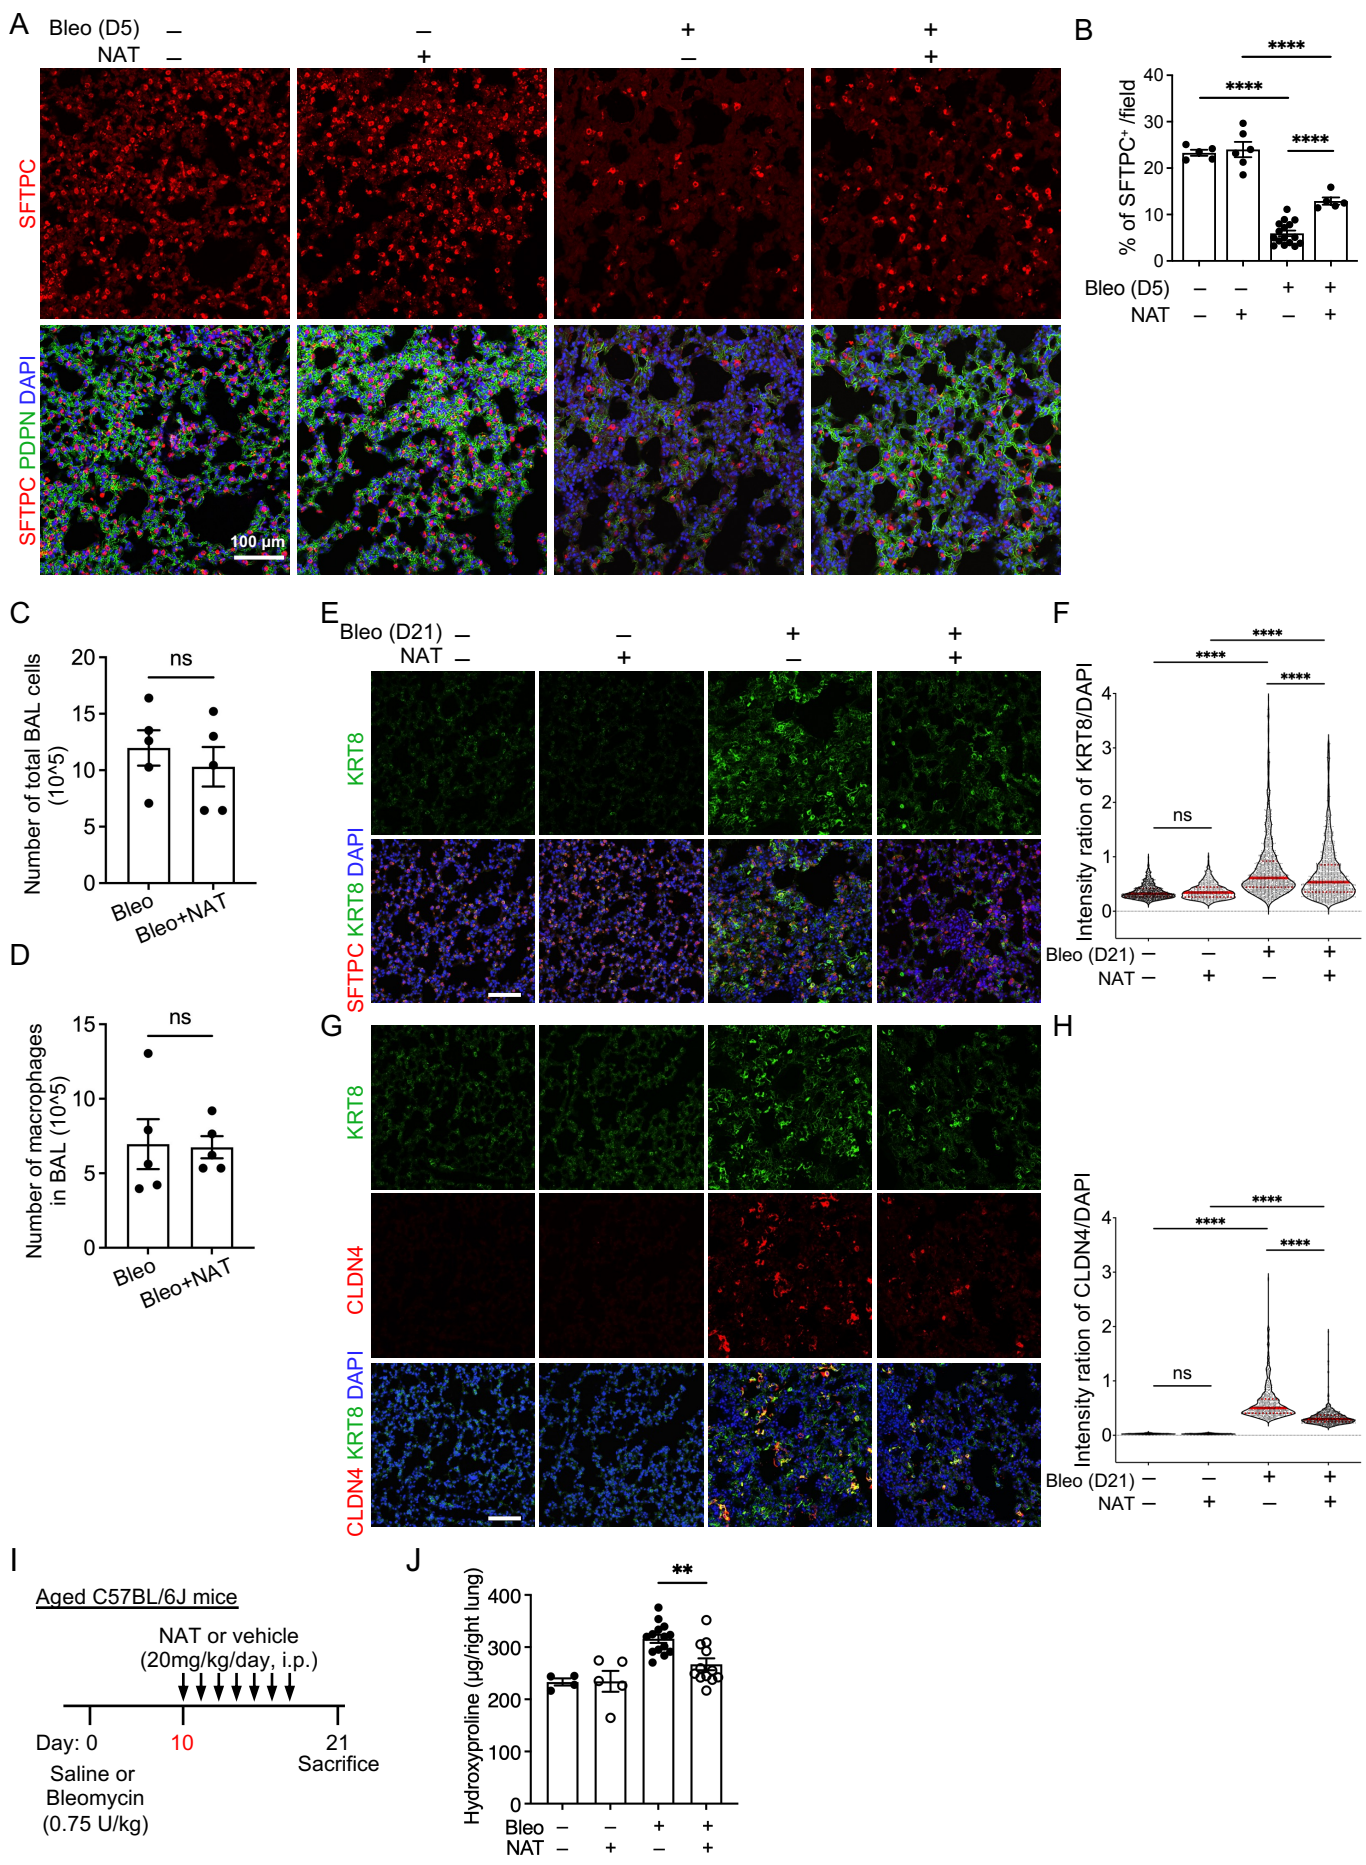 A
Bleo (D5) – – + +
NAT – + – +
SFTPC
SFTPC PDPN DAPI
100 µm
B
****
****
****
% of SFTPC⁺ /field
40
30
20
10
0
Bleo (D5) – – + +
NAT – + – +
C
ns
Number of total BAL cells
(10^5)
20
15
10
5
0
Bleo
Bleo+NAT
D
ns
Number of macrophages
in BAL (10^5)
15
10
5
0
Bleo
Bleo+NAT
E
Bleo (D21) – – + +
NAT – + – +
KRT8
SFTPC KRT8 DAPI
F
****
****
****
ns
Intensity ration of KRT8/DAPI
4
3
2
1
0
Bleo (D21) – – + +
NAT – + – +
G
KRT8
CLDN4
CLDN4 KRT8 DAPI
H
****
****
****
ns
Intensity ration of CLDN4/DAPI
4
3
2
1
0
Bleo (D21) – – + +
NAT – + – +
I
Aged C57BL/6J mice
NAT or vehicle
(20mg/kg/day, i.p.)
Day: 0 10 21
Sacrifice
Saline or
Bleomycin
(0.75 U/kg)
J
**
Hydroxyproline (µg/right lung)
400
300
200
100
0
Bleo – – + +
NAT – + – +